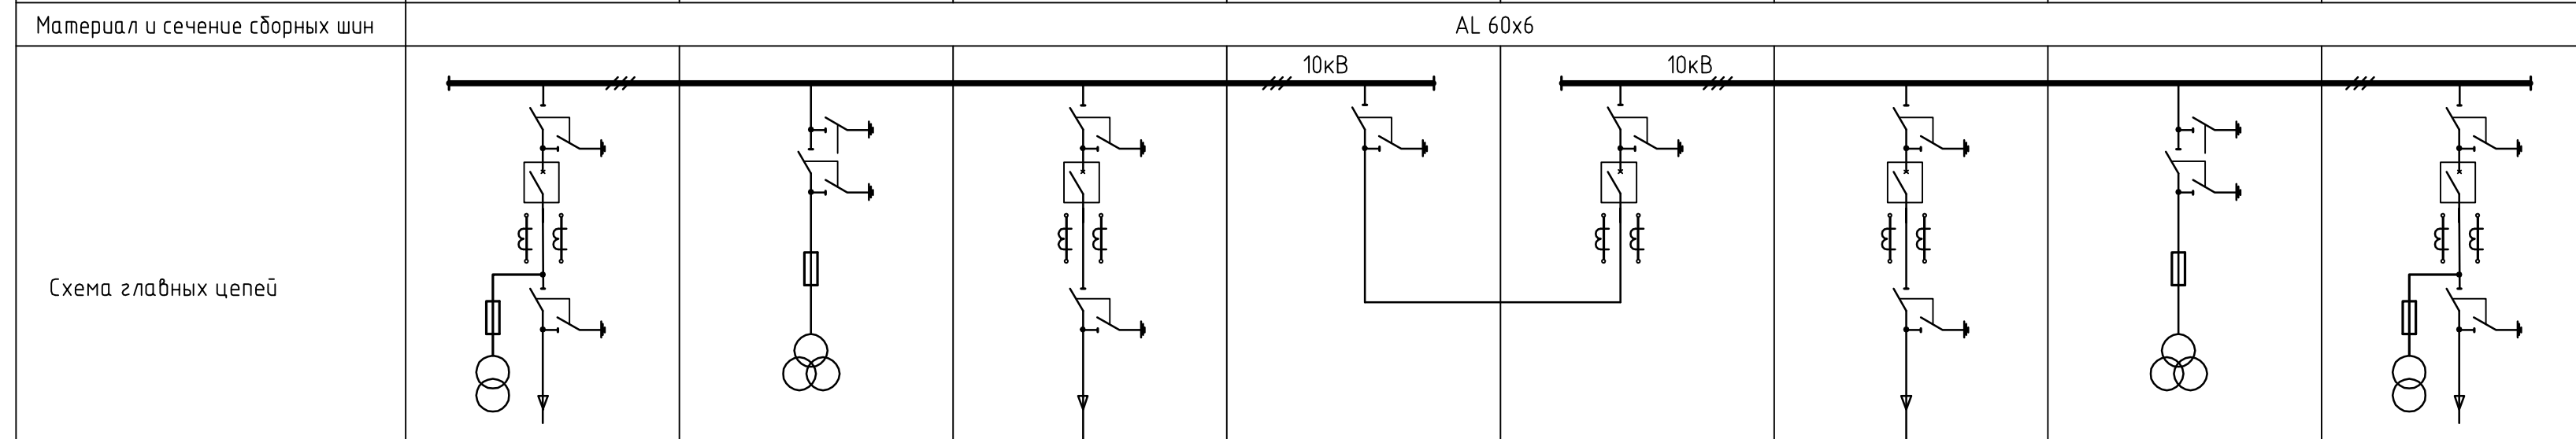 Материал и сечение сборных шин
AL 60х6
10кВ
10кВ
Схема главных цепей